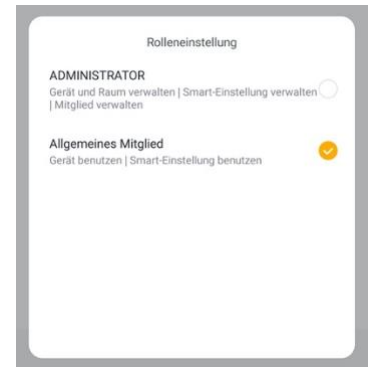 Rolleneinstellung
ADMINISTRATOR
Gerät und Raum verwalten | Smart-Einstellung verwalten
| Mitglied verwalten
Allgemeines Mitglied
Gerät benutzen | Smart-Einstellung benutzen